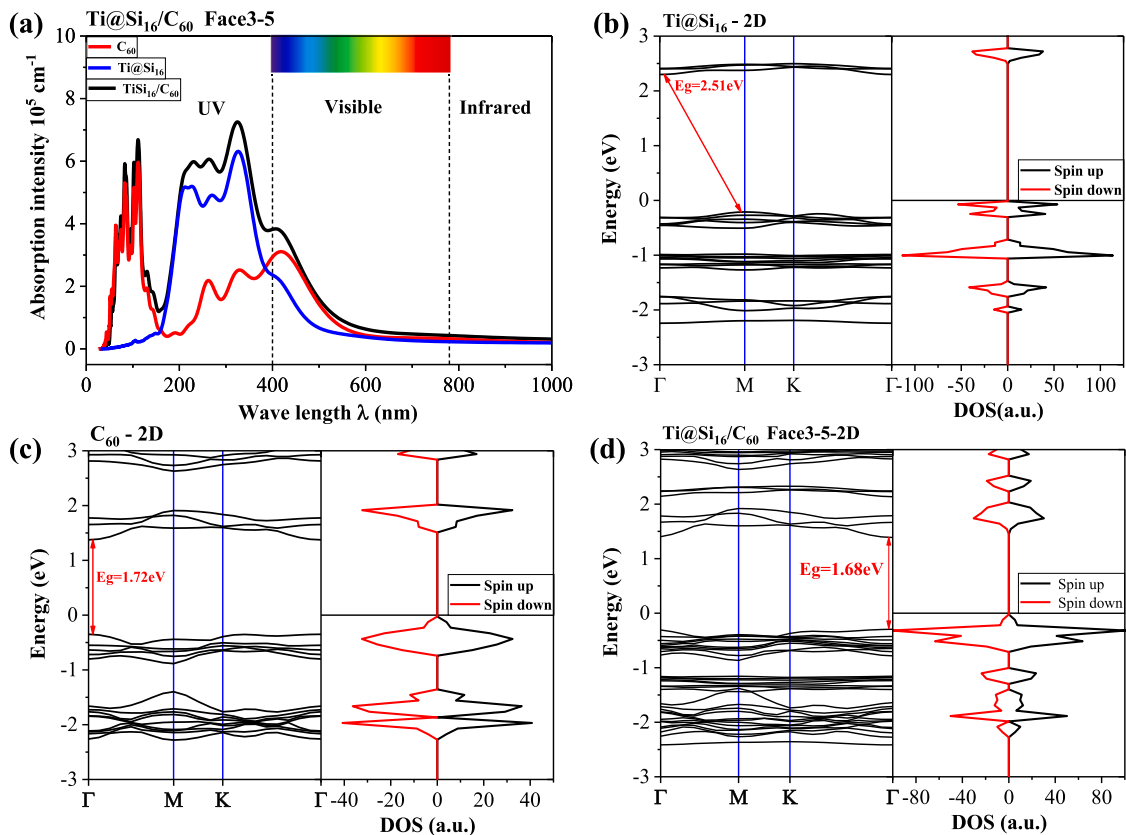 (a)
Ti@Si₁₆/C₆₀ Face3-5
C₆₀
Ti@Si₁₆
TiSi₁₆/C₆₀
UV
Visible
Infrared
Absorption intensity 10⁵ cm⁻¹
10
8
6
4
2
0
0 200 400 600 800 1000
Wave length λ (nm)
(b)
Ti@Si₁₆ - 2D
Eg=2.51eV
Spin up
Spin down
Energy (eV)
3
2
1
0
-1
-2
-3
Γ M K Γ
-100 -50 0 50 100
DOS(a.u.)
(c)
C₆₀ - 2D
Eg=1.72eV
Spin up
Spin down
Energy (eV)
3
2
1
0
-1
-2
-3
Γ M K Γ
-40 -20 0 20 40
DOS (a.u.)
(d)
Ti@Si₁₆/C₆₀ Face3-5-2D
Eg=1.68eV
Spin up
Spin down
Energy (eV)
3
2
1
0
-1
-2
-3
Γ M K Γ
-80 -40 0 40 80
DOS (a.u.)